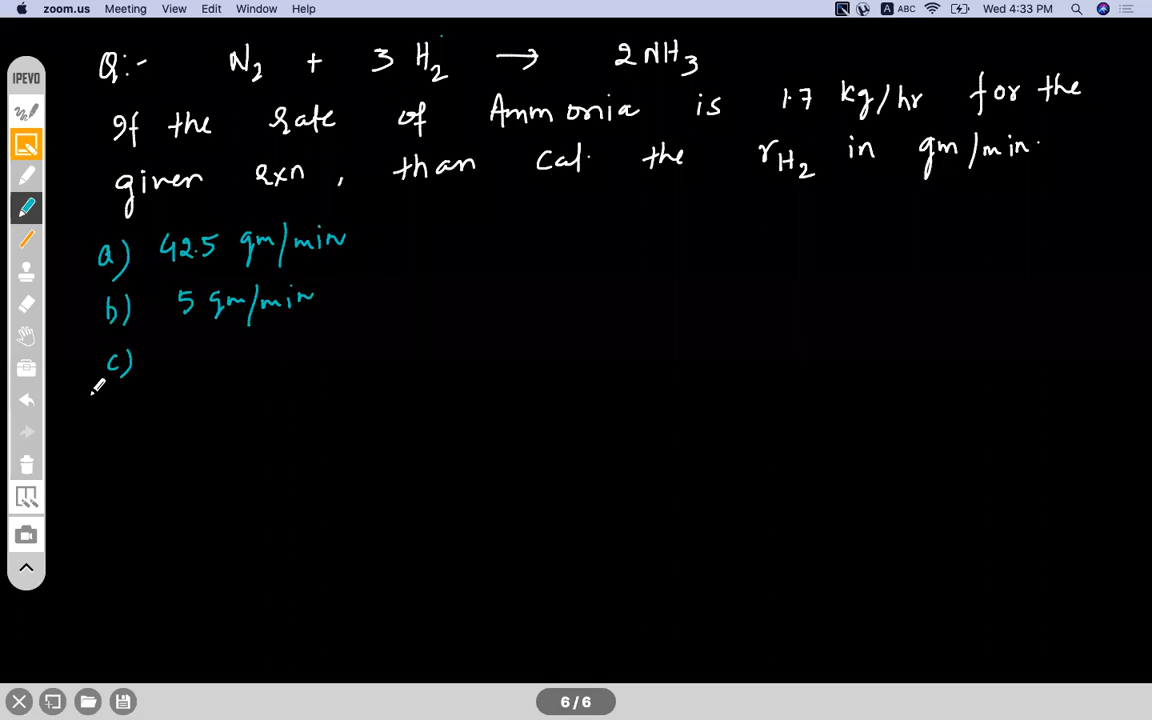 zoom.us Meeting View Edit Window Help A ABC Wed 4:33 PM
IPEVO
Q:- N2 + 3 H2 → 2NH3
If the rate of Ammonia is 1.7 kg/hr for the
given rxn, than cal. the rH2 in gm/min.
a) 42.5 gm/min
b) 5 gm/min
c)
6 / 6